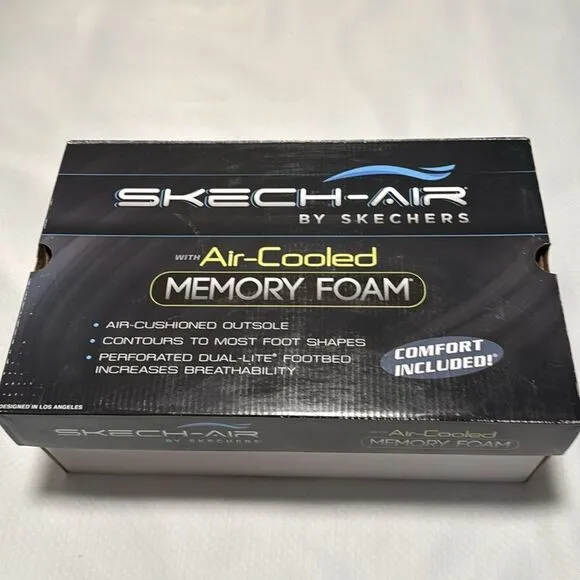 SKECH-AIR
BY SKECHERS
WITH Air-Cooled
MEMORY FOAM
• AIR-CUSHIONED OUTSOLE
• CONTOURS TO MOST FOOT SHAPES
• PERFORATED DUAL-LITE® FOOTBED
INCREASES BREATHABILITY
COMFORT
INCLUDED!®
DESIGNED IN LOS ANGELES
SKECH-AIR
BY SKECHERS
WITH Air-Cooled
MEMORY FOAM